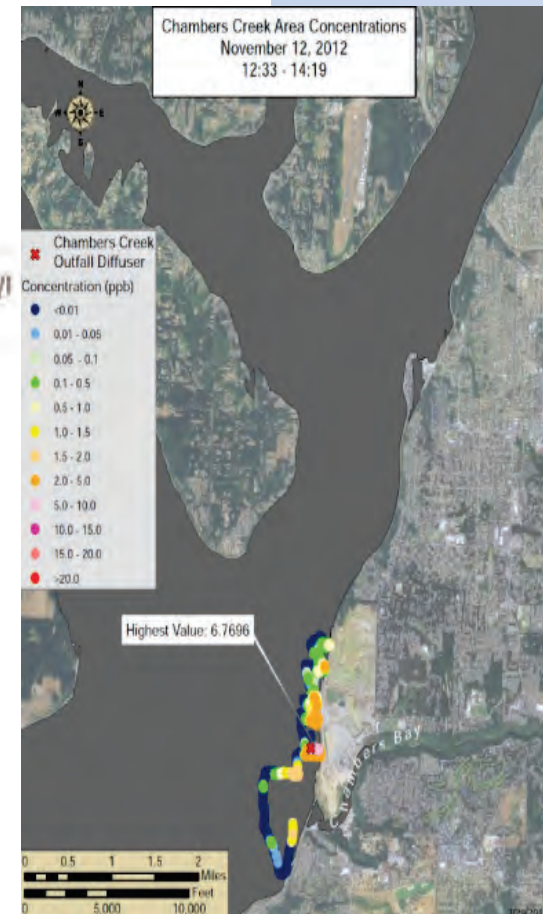 Chambers Creek Area Concentrations
November 12, 2012
12:33 - 14:19
N
W
E
S
Chambers Creek
Outfall Diffuser
Concentration (ppb)
<0.01
0.01 - 0.05
0.05 - 0.1
0.1 - 0.5
0.5 - 1.0
1.0 - 1.5
1.5 - 2.0
2.0 - 5.0
5.0 - 10.0
10.0 - 15.0
15.0 - 20.0
>20.0
Highest Value: 6.7696
Chambers Bay
0 0.5 1 1.5 2
Miles
Feet
0 5,000 10,000